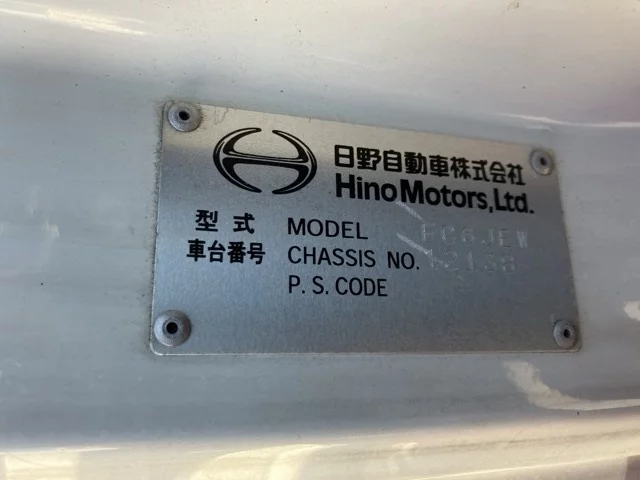 日野自動車株式会社
Hino Motors, Ltd.
型式 MODEL FC6JEW
車台番号 CHASSIS NO.
P.S.CODE